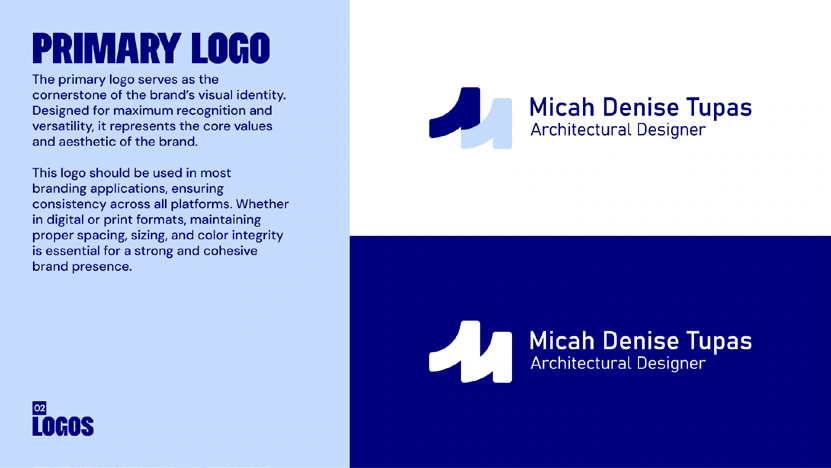 PRIMARY LOGO
The primary logo serves as the
cornerstone of the brand’s visual identity.
Designed for maximum recognition and
versatility, it represents the core values
and aesthetic of the brand.
This logo should be used in most
branding applications, ensuring
consistency across all platforms. Whether
in digital or print formats, maintaining
proper spacing, sizing, and color integrity
is essential for a strong and cohesive
brand presence.
02
LOGOS
Micah Denise Tupas
Architectural Designer
Micah Denise Tupas
Architectural Designer